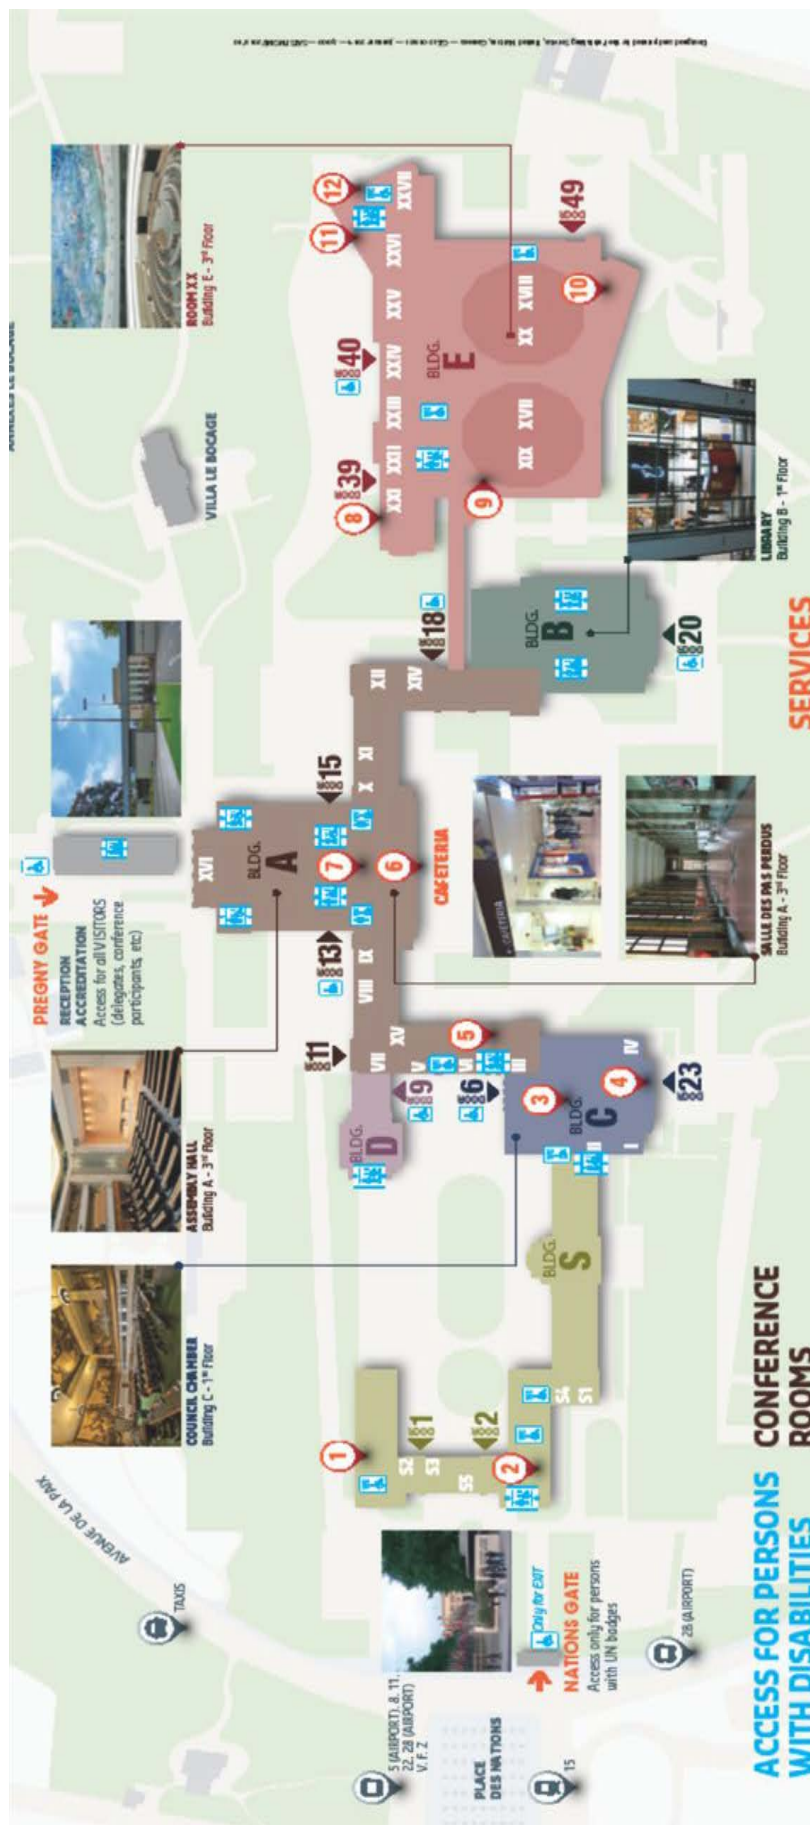 AVENUE DE LA PAIX
TAXIS
5 (AIRPORT). 8. 11.
22. 28 (AIRPORT)
V. F. Z
PLACE
DES NATIONS
15
28 (AIRPORT)
Only for EXIT
NATIONS GATE
Access only for persons
with UN badges
COUNCIL CHAMBER
Building C - 1st Floor
ASSEMBLY HALL
Building A - 3rd Floor
PREGNY GATE
RECEPTION
ACCREDITATION
Access for all VISITORS
(delegates, conference
participants, etc)
VILLA LE BOCAGE
ROOM XX
Building E - 3rd Floor
1
S2
S3
S5
1
2
2
S4
S1
BLDG.
S
BLDG.
D
9
6
11
VII
V
VI
III
XV
5
3
BLDG.
C
4
II
I
IV
23
VIII
IX
13
XVI
BLDG.
A
7
6
15
X
XI
XII
XIV
18
CAFETERIA
CAFETERIA
SALLE DES PAS PERDUS
Building A - 3rd Floor
BLDG.
B
20
LIBRARY
Building B - 1st Floor
8
39
40
XXI
XXII
XXIII
XXIV
XXV
XXVI
XXVII
11
12
BLDG.
E
9
XIX
XVII
XX
XVIII
10
49
ACCESS FOR PERSONS
WITH DISABILITIES
CONFERENCE
ROOMS
SERVICES